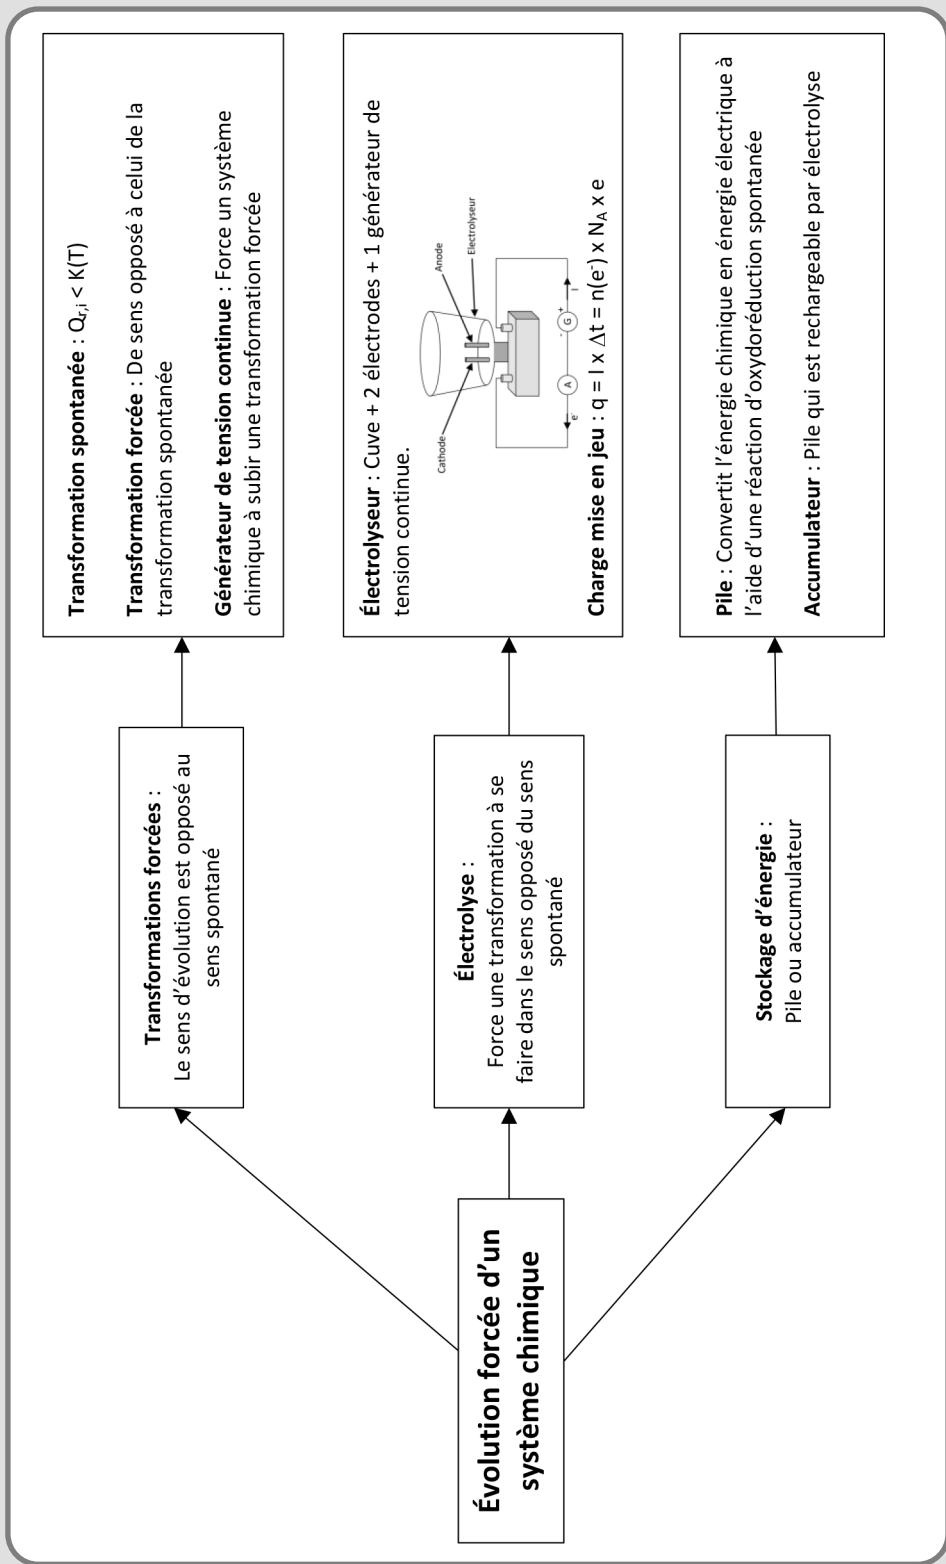 Évolution forcée d'un
système chimique
Transformations forcées :
Le sens d'évolution est opposé au
sens spontané
Transformation spontanée : Qr,i < K(T)
Transformation forcée : De sens opposé à celui de la
transformation spontanée
Générateur de tension continue : Force un système
chimique à subir une transformation forcée
Électrolyse :
Force une transformation à se
faire dans le sens opposé du sens
spontané
Électrolyseur : Cuve + 2 électrodes + 1 générateur de
tension continue.
Cathode
Anode
Electrolyseur
e-
A
-
G
+
I
Charge mise en jeu : q = I x Δt = n(e-) x NA x e
Stockage d'énergie :
Pile ou accumulateur
Pile : Convertit l'énergie chimique en énergie électrique à
l'aide d'une réaction d'oxydoréduction spontanée
Accumulateur : Pile qui est rechargeable par électrolyse